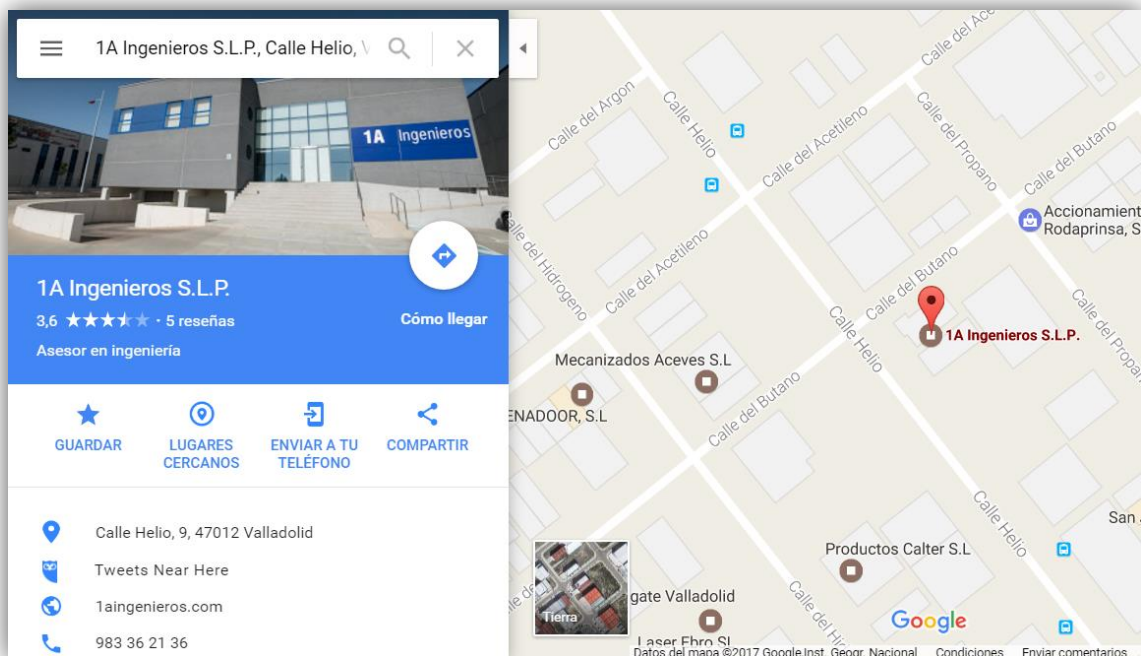 1A Ingenieros S.L.P., Calle Helio,
1A Ingenieros
1A Ingenieros S.L.P.
3,6
· 5 reseñas
Cómo llegar
Asesor en ingeniería
GUARDAR
LUGARES CERCANOS
ENVIAR A TU TELÉFONO
COMPARTIR
Calle Helio, 9, 47012 Valladolid
Tweets Near Here
1aingenieros.com
983 36 21 36
Calle del Argon
Calle Helio
Calle del Acetileno
Calle del Propano
Calle del Butano
Accionamient
Rodaprinsa, S
Calle del Hidrogeno
Calle del Acetileno
Calle del Butano
1A Ingenieros S.L.P.
Calle Helio
Calle del Propano
Mecanizados Aceves S.L
ENADOOR, S.L
Calle del Butano
Calle Helio
San
Productos Calter S.L
gate Valladolid
Laser Ebro SL
Tierra
Google
Datos del mapa ©2017 Google Inst. Geogr. Nacional
Condiciones
Enviar comentarios